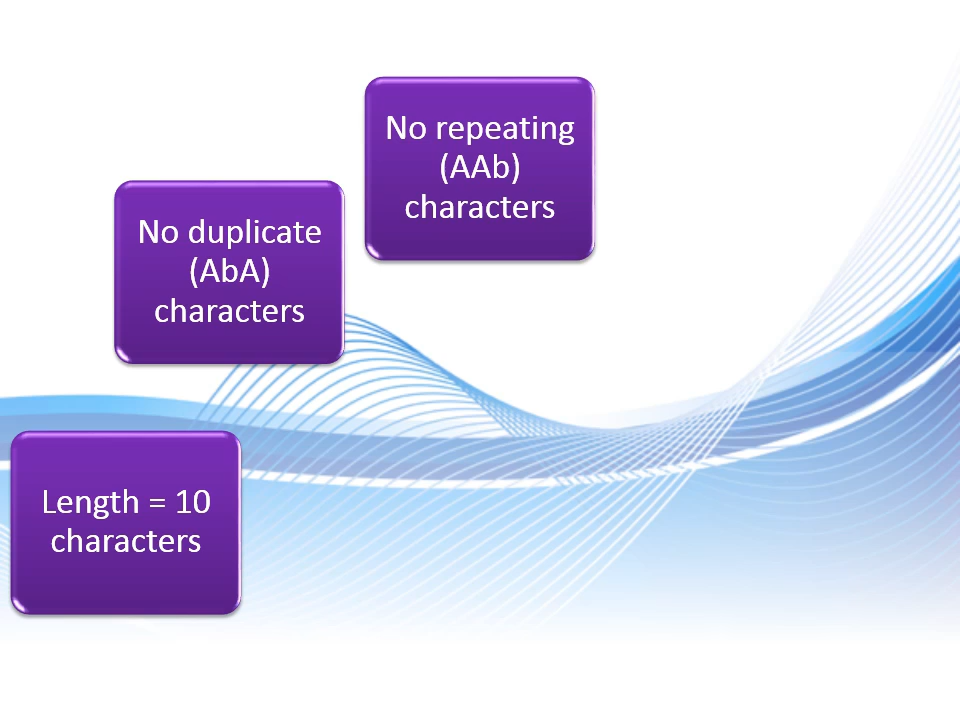 No repeating
(AAb)
characters
No duplicate
(AbA)
characters
Length = 10
characters